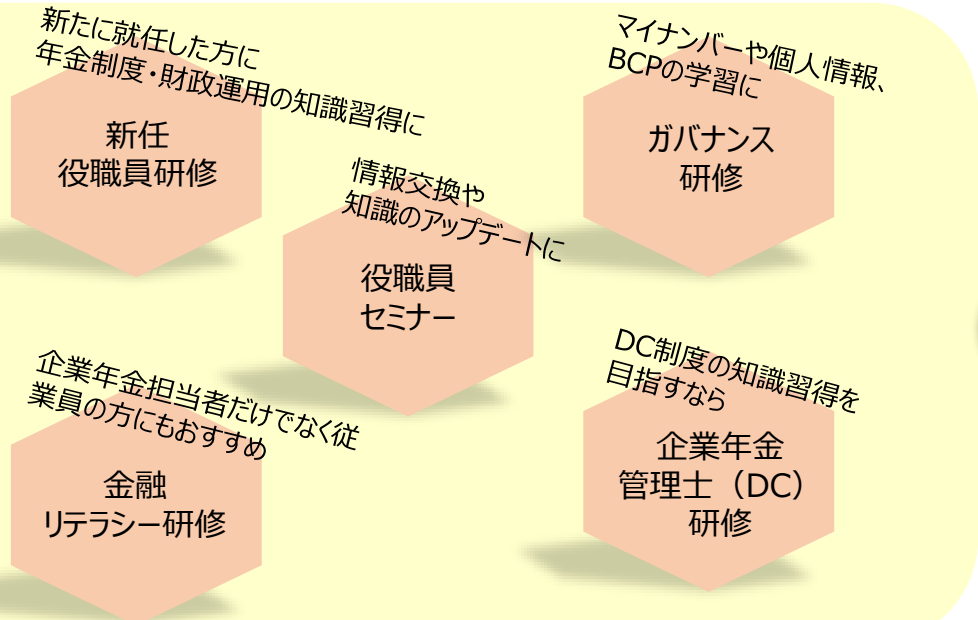 新たに就任した方に
年金制度・財政運用の知識習得に
新任
役職員研修
マイナンバーや個人情報、
BCPの学習に
ガバナンス
研修
情報交換や
知識のアップデートに
役職員
セミナー
企業年金担当者だけでなく従
業員の方にもおすすめ
金融
リテラシー研修
DC制度の知識習得を
目指すなら
企業年金
管理士（DC）
研修